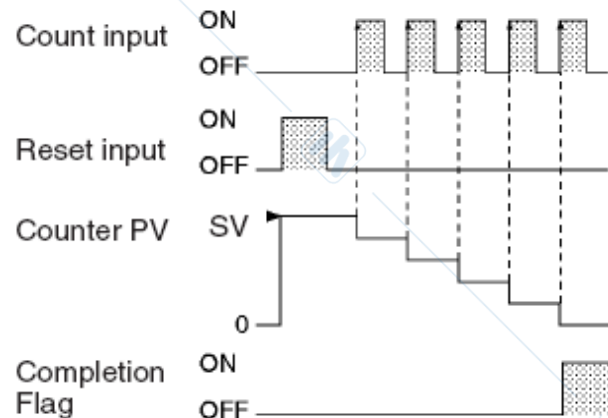 Count input
ON
OFF
Reset input
ON
OFF
Counter PV
SV
0
Completion
Flag
ON
OFF